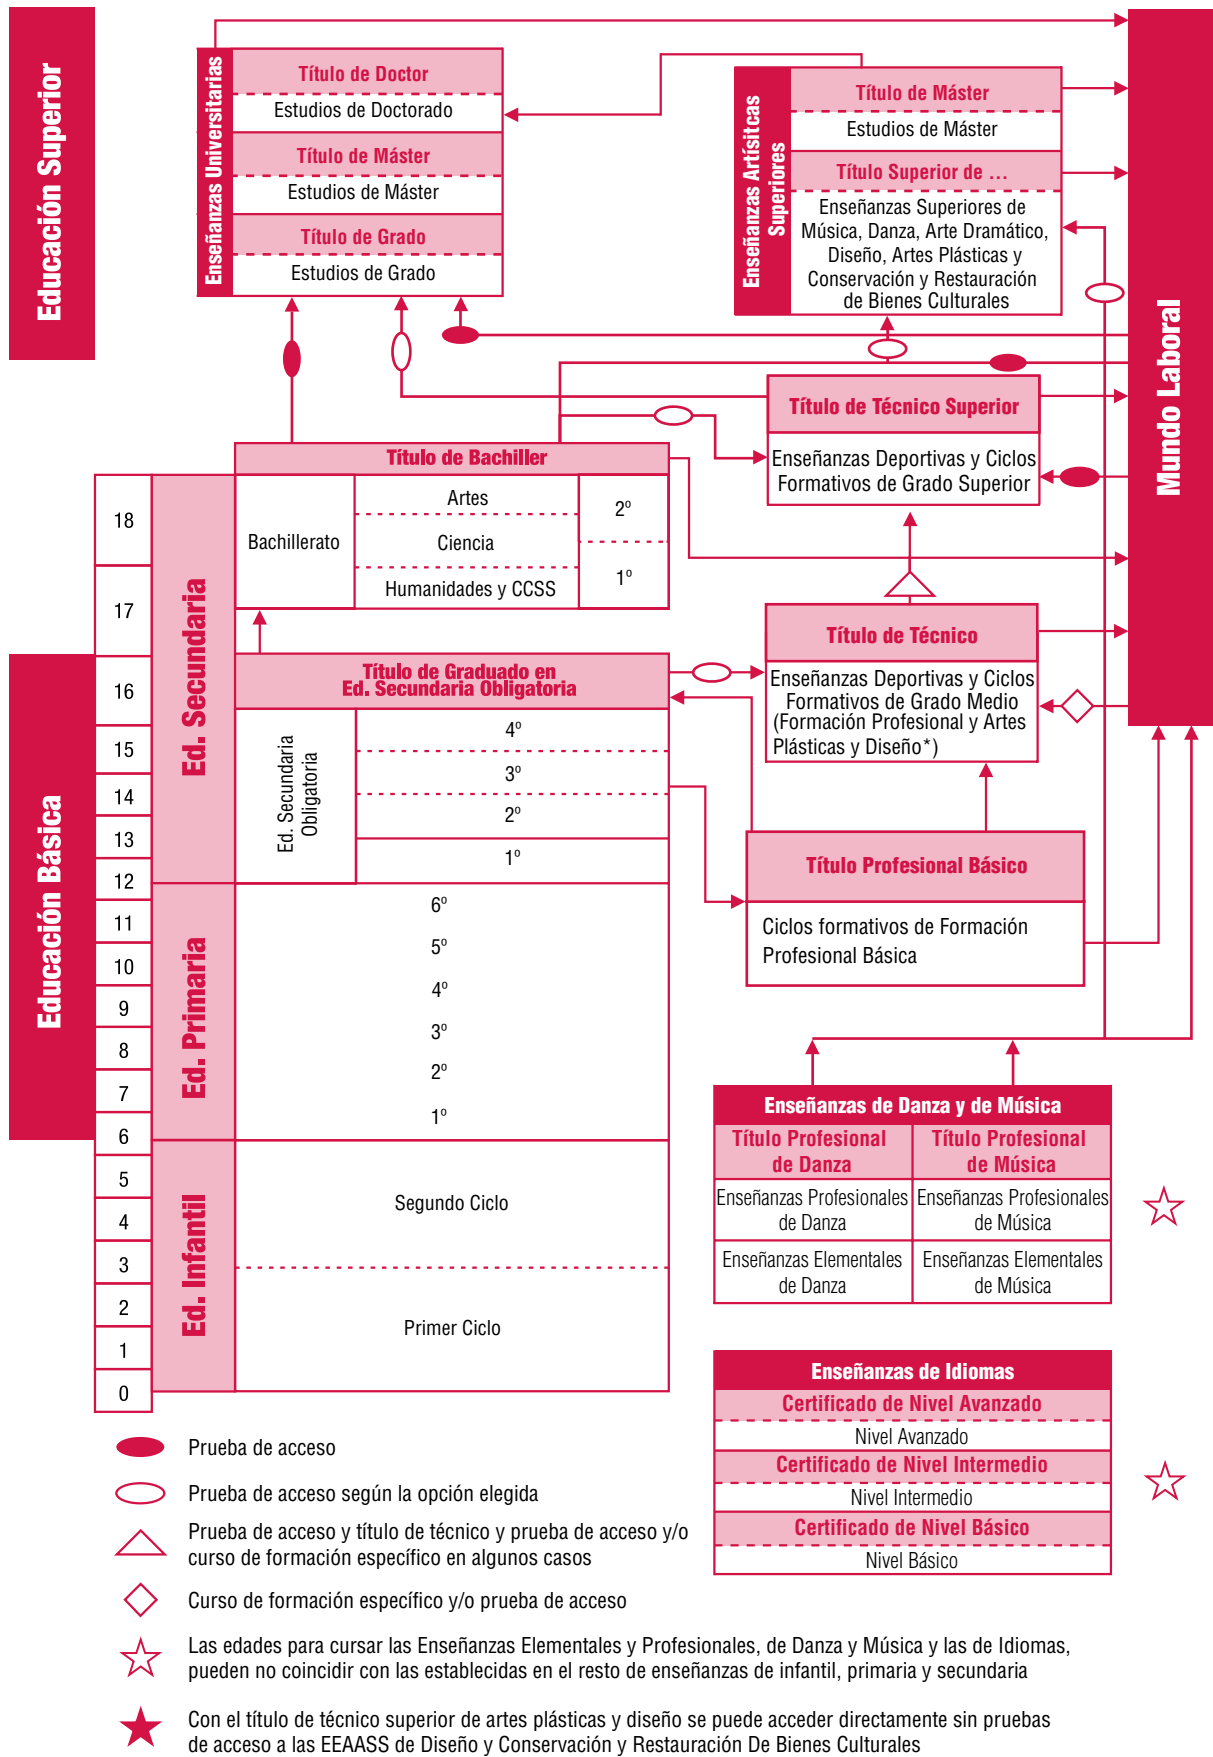 Educación Superior
Enseñanzas Universitarias
Título de Doctor
Estudios de Doctorado
Título de Máster
Estudios de Máster
Título de Grado
Estudios de Grado
Enseñanzas Artísitcas
Superiores
Título de Máster
Estudios de Máster
Título Superior de ...
Enseñanzas Superiores de
Música, Danza, Arte Dramático,
Diseño, Artes Plásticas y
Conservación y Restauración
de Bienes Culturales
Mundo Laboral
Título de Técnico Superior
Enseñanzas Deportivas y Ciclos
Formativos de Grado Superior
Título de Bachiller
Bachillerato
Artes
Ciencia
Humanidades y CCSS
2º
1º
Título de Técnico
Enseñanzas Deportivas y Ciclos
Formativos de Grado Medio
(Formación Profesional y Artes
Plásticas y Diseño*)
Título de Graduado en
Ed. Secundaria Obligatoria
Ed. Secundaria
Obligatoria
4º
3º
2º
1º
Título Profesional Básico
Ciclos formativos de Formación
Profesional Básica
Educación Básica
18
17
16
15
14
13
12
11
10
9
8
7
6
5
4
3
2
1
0
Ed. Secundaria
Ed. Primaria
Ed. Infantil
6º
5º
4º
3º
2º
1º
Segundo Ciclo
Primer Ciclo
Enseñanzas de Danza y de Música
Título Profesional
de Danza
Título Profesional
de Música
Enseñanzas Profesionales
de Danza
Enseñanzas Profesionales
de Música
Enseñanzas Elementales
de Danza
Enseñanzas Elementales
de Música
Enseñanzas de Idiomas
Certificado de Nivel Avanzado
Nivel Avanzado
Certificado de Nivel Intermedio
Nivel Intermedio
Certificado de Nivel Básico
Nivel Básico
Prueba de acceso
Prueba de acceso según la opción elegida
Prueba de acceso y título de técnico y prueba de acceso y/o
curso de formación específico en algunos casos
Curso de formación específico y/o prueba de acceso
Las edades para cursar las Enseñanzas Elementales y Profesionales, de Danza y Música y las de Idiomas,
pueden no coincidir con las establecidas en el resto de enseñanzas de infantil, primaria y secundaria
Con el título de técnico superior de artes plásticas y diseño se puede acceder directamente sin pruebas
de acceso a las EEAASS de Diseño y Conservación y Restauración De Bienes Culturales